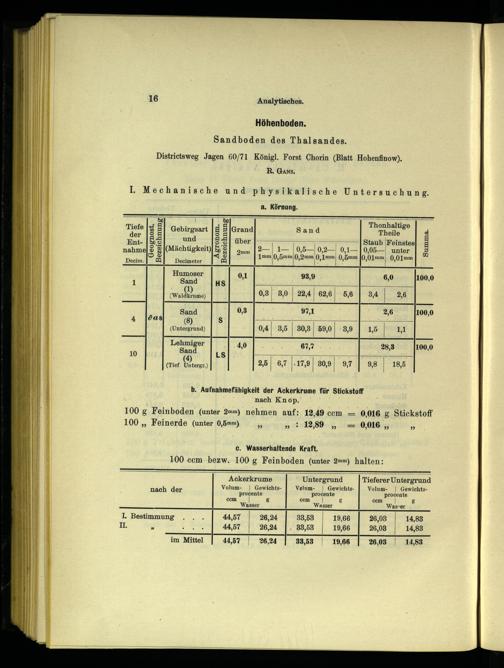 16 Analytisches.
Höhenboden.
Sandboden des Thalsandes.
Districtsweg Jagen 60/71 Königl. Forst Chorin (Blatt Hohenfinow).
R. Gans.
I. Mechanische und physikalische Untersuchung.
a. Körnung.
Tiefe der Entnahme Decim. Geognost. Bezeichnung Gebirgsart und (Mächtigkeit) Decimeter Agronom. Bezeichnung Grand über 2mm Sand Thonhaltige Theile Summa.
2—1mm 1—0,5mm 0,5—0,2mm 0,2—0,1mm 0,1—0,5mm Staub 0,05—0,01mm Feinstes unter 0,01mm
1 Humoser Sand (1) (Waldkrume) HS 0,1 93,9 6,0 100,0
0,3 3,0 22,4 62,6 5,6 3,4 2,6
4 ∂as Sand (8) (Untergrund) S 0,3 97,1 2,6 100,0
0,4 3,5 30,3 59,0 3,9 1,5 1,1
10 Lehmiger Sand (4) (Tief. Untergr.) LS 4,0 67,7 28,3 100,0
2,5 6,7 17,9 30,9 9,7 9,8 18,5
b. Aufnahmefähigkeit der Ackerkrume für Stickstoff
nach Knop.
100 g Feinboden (unter 2mm) nehmen auf: 12,49 ccm = 0,016 g Stickstoff
100 „ Feinerde (unter 0,5mm) „ „ : 12,89 „ = 0,016 „ „
c. Wasserhaltende Kraft.
100 ccm bezw. 100 g Feinboden (unter 2mm) halten:
nach der Ackerkrume Untergrund Tieferer Untergrund
Volum- Gewichts- Volum- Gewichts- Volum- Gewichts-
procente procente procente
ccm g ccm g ccm g
Wasser Wasser Wasser
I. Bestimmung . . . 44,57 26,24 33,53 19,66 26,03 14,83
II. „ . . . 44,57 26,24 33,53 19,66 26,03 14,83
im Mittel 44,57 26,24 33,53 19,66 26,03 14,83